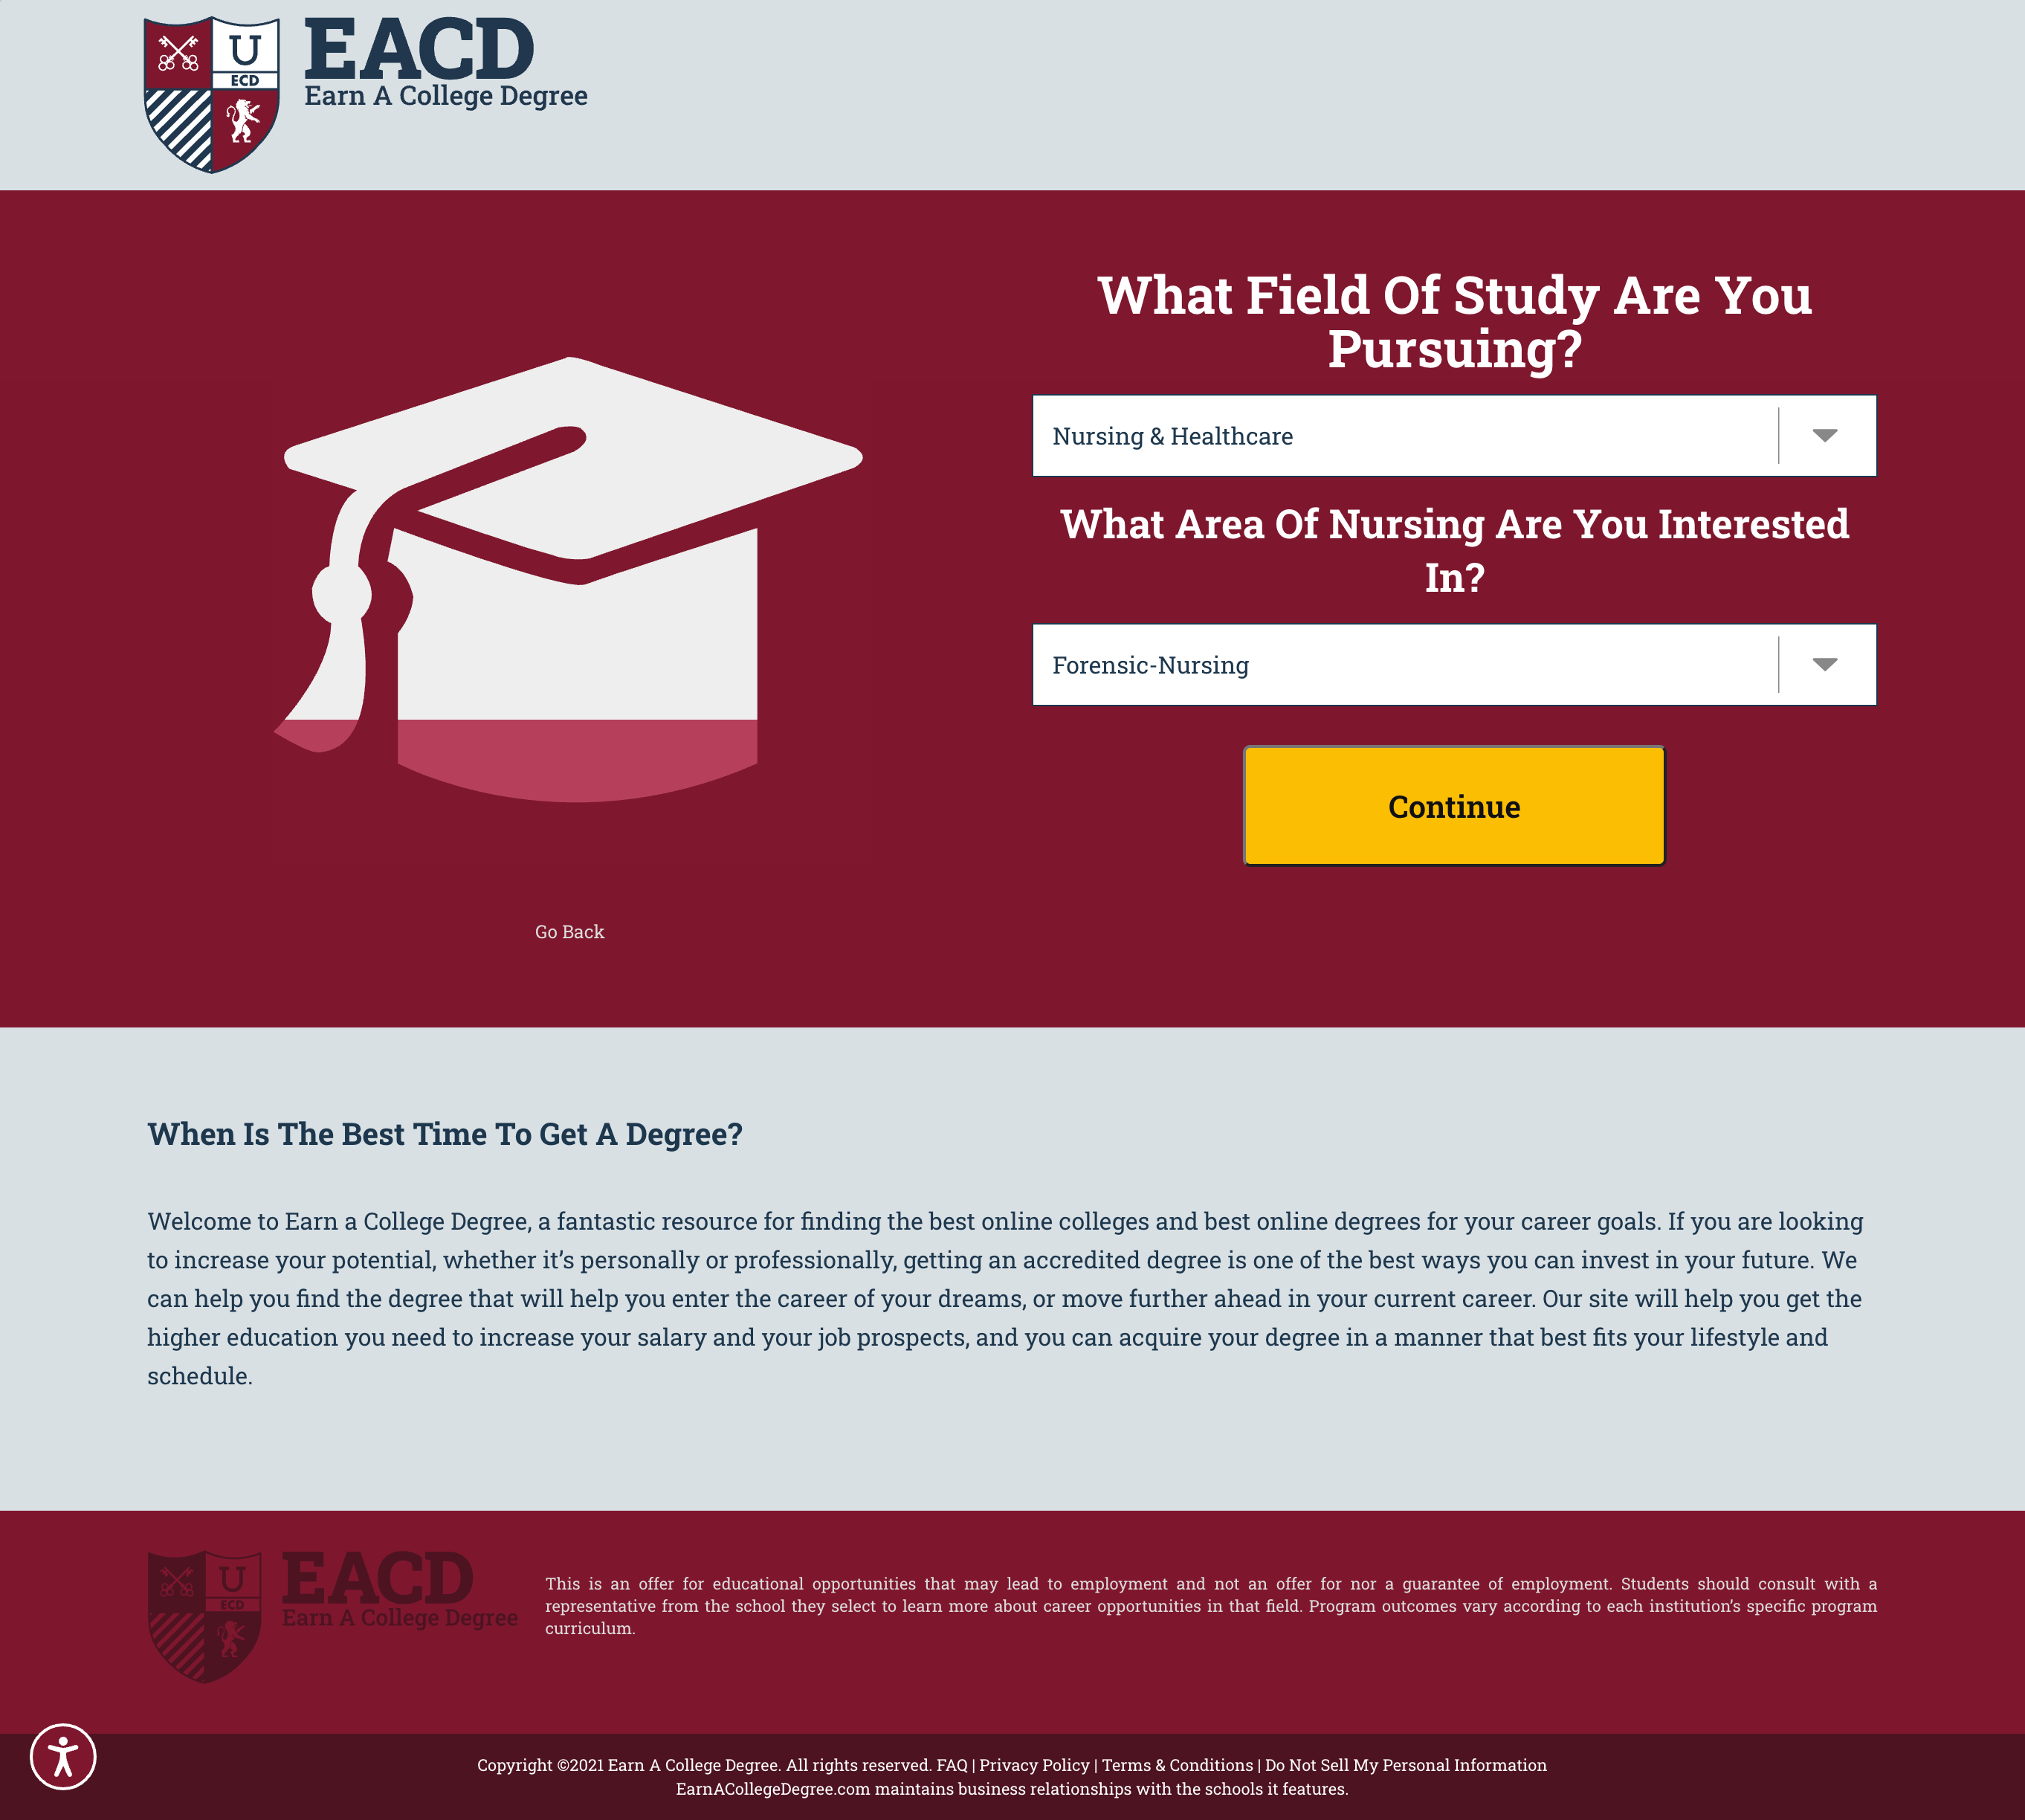 U
ECD
EACD
Earn A College Degree
What Field Of Study Are You
Pursuing?
Nursing & Healthcare
What Area Of Nursing Are You Interested
In?
Forensic-Nursing
Continue
Go Back
When Is The Best Time To Get A Degree?
Welcome to Earn a College Degree, a fantastic resource for finding the best online colleges and best online degrees for your career goals. If you are looking
to increase your potential, whether it’s personally or professionally, getting an accredited degree is one of the best ways you can invest in your future. We
can help you find the degree that will help you enter the career of your dreams, or move further ahead in your current career. Our site will help you get the
higher education you need to increase your salary and your job prospects, and you can acquire your degree in a manner that best fits your lifestyle and
schedule.
U
ECD
EACD
Earn A College Degree
This is an offer for educational opportunities that may lead to employment and not an offer for nor a guarantee of employment. Students should consult with a
representative from the school they select to learn more about career opportunities in that field. Program outcomes vary according to each institution’s specific program
curriculum.
Copyright ©2021 Earn A College Degree. All rights reserved. FAQ | Privacy Policy | Terms & Conditions | Do Not Sell My Personal Information
EarnACollegeDegree.com maintains business relationships with the schools it features.